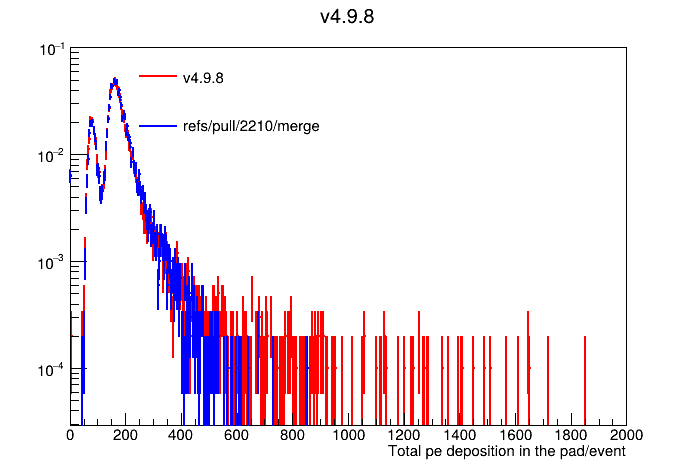 v4.9.8
10⁻¹
v4.9.8
refs/pull/2210/merge
10⁻²
10⁻³
10⁻⁴
0 200 400 600 800 1000 1200 1400 1600 1800 2000
Total pe deposition in the pad/event